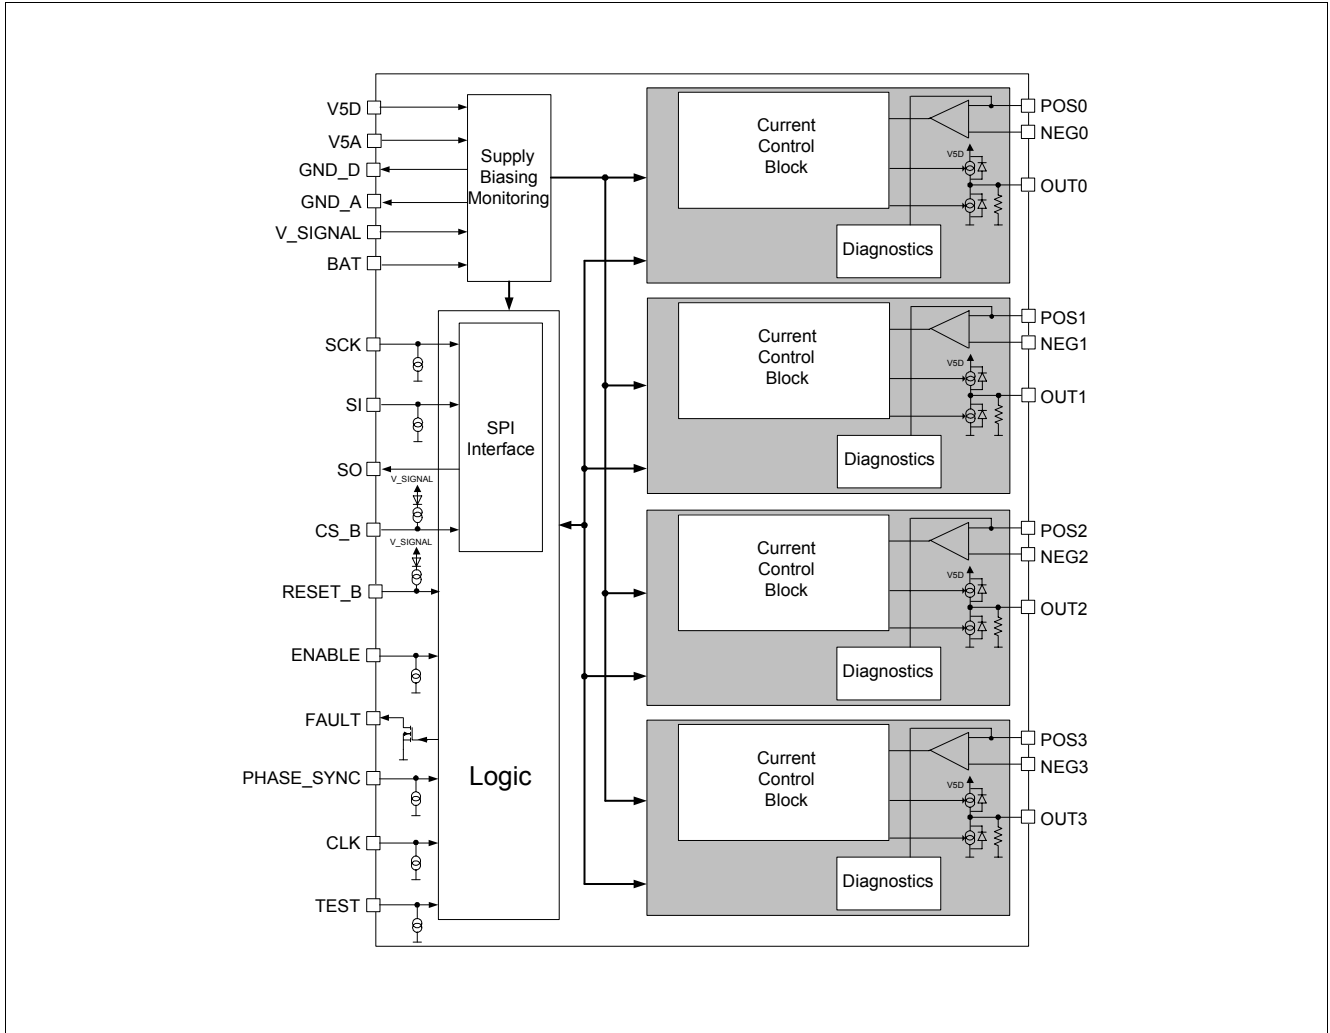 V5D
V5A
GND_D
GND_A
V_SIGNAL
BAT
Supply
Biasing
Monitoring
SCK
SI
SO
V_SIGNAL
CS_B
V_SIGNAL
RESET_B
ENABLE
FAULT
PHASE_SYNC
CLK
TEST
SPI
Interface
Logic
Current
Control
Block
V5D
Diagnostics
POS0
NEG0
OUT0
Current
Control
Block
V5D
Diagnostics
POS1
NEG1
OUT1
Current
Control
Block
V5D
Diagnostics
POS2
NEG2
OUT2
Current
Control
Block
V5D
Diagnostics
POS3
NEG3
OUT3